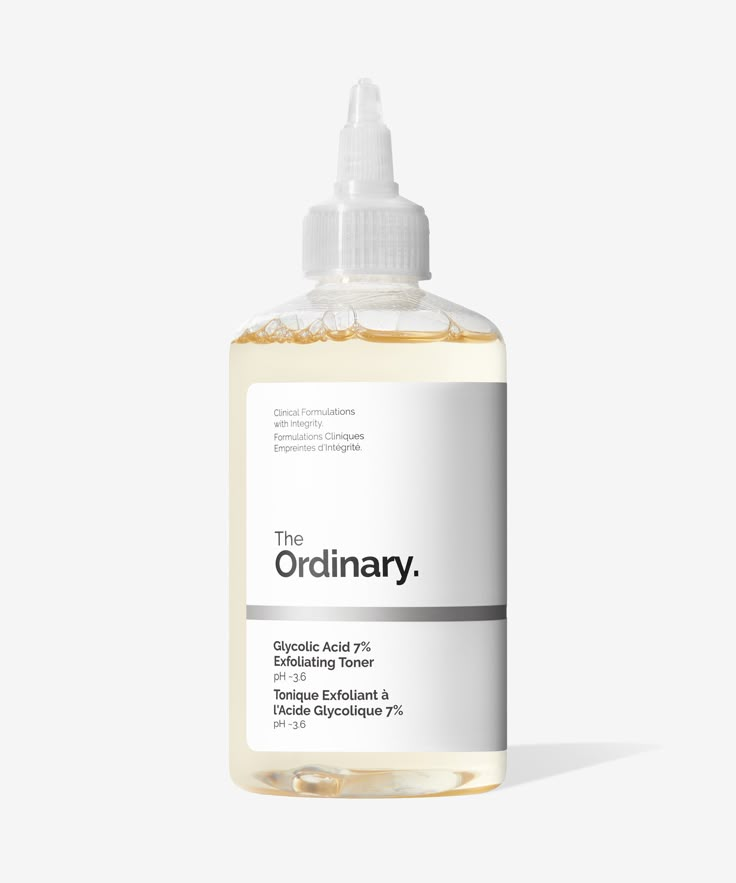 Clinical Formulations
with Integrity.
Formulations Cliniques
Empreintes d'Intégrité.
The
Ordinary.
Glycolic Acid 7%
Exfoliating Toner
pH ~3.6
Tonique Exfoliant à
l'Acide Glycolique 7%
pH ~3.6